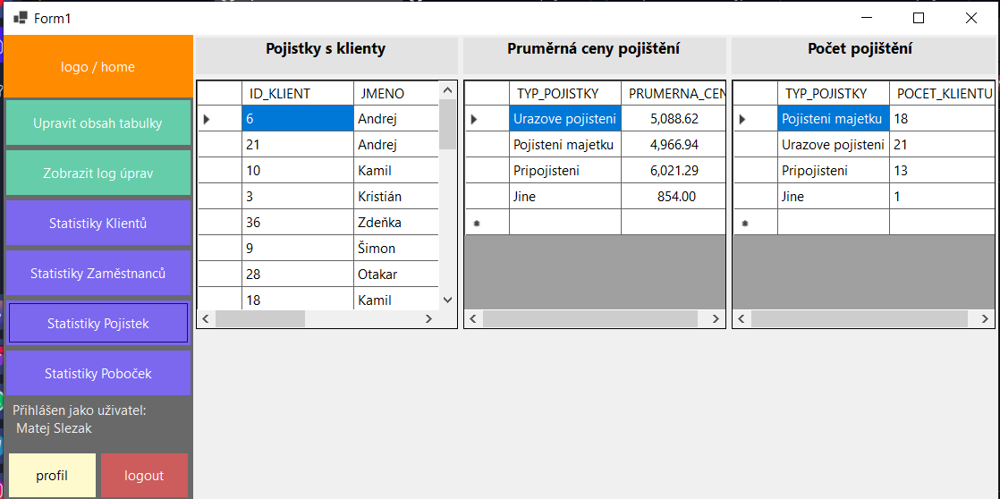 Form1
logo / home
Upravit obsah tabulky
Zobrazit log úprav
Statistiky Klientů
Statistiky Zaměstnanců
Statistiky Pojistek
Statistiky Poboček
Přihlášen jako uživatel:
Matej Slezak
profil logout
Pojistky s klienty
ID_KLIENT JMENO
6 Andrej
21 Andrej
10 Kamil
3 Kristián
36 Zdeňka
9 Šimon
28 Otakar
18 Kamil
Pruměrná ceny pojištění
TYP_POJISTKY PRUMERNA_CEN
Urazove pojisteni 5,088.62
Pojisteni majetku 4,966.94
Pripojisteni 6,021.29
Jine 854.00
Počet pojištění
TYP_POJISTKY POCET_KLIENTU
Pojisteni majetku 18
Urazove pojisteni 21
Pripojisteni 13
Jine 1